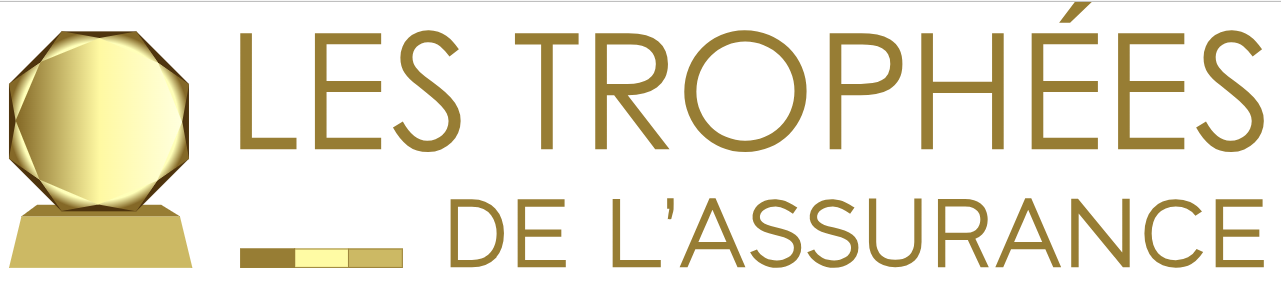 LES TROPHÉES
DE L'ASSURANCE